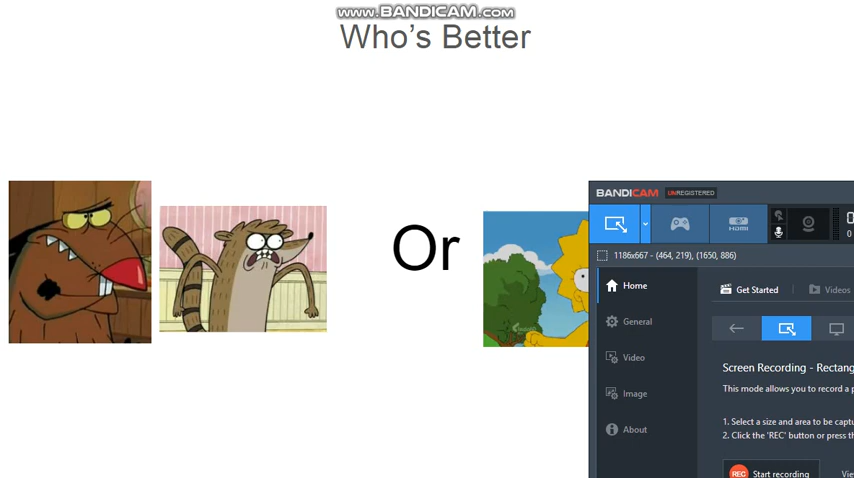 www.BANDICAM.com
Who's Better
Or
BANDICAM UNREGISTERED
HDMI
1186x667 - (464, 219), (1650, 886)
Home
Get Started
Videos
General
Video
Screen Recording - Rectang
This mode allows you to record a p
Image
1. Select a size and area to be captu
About
2. Click the 'REC' button or press th
REC Start recording